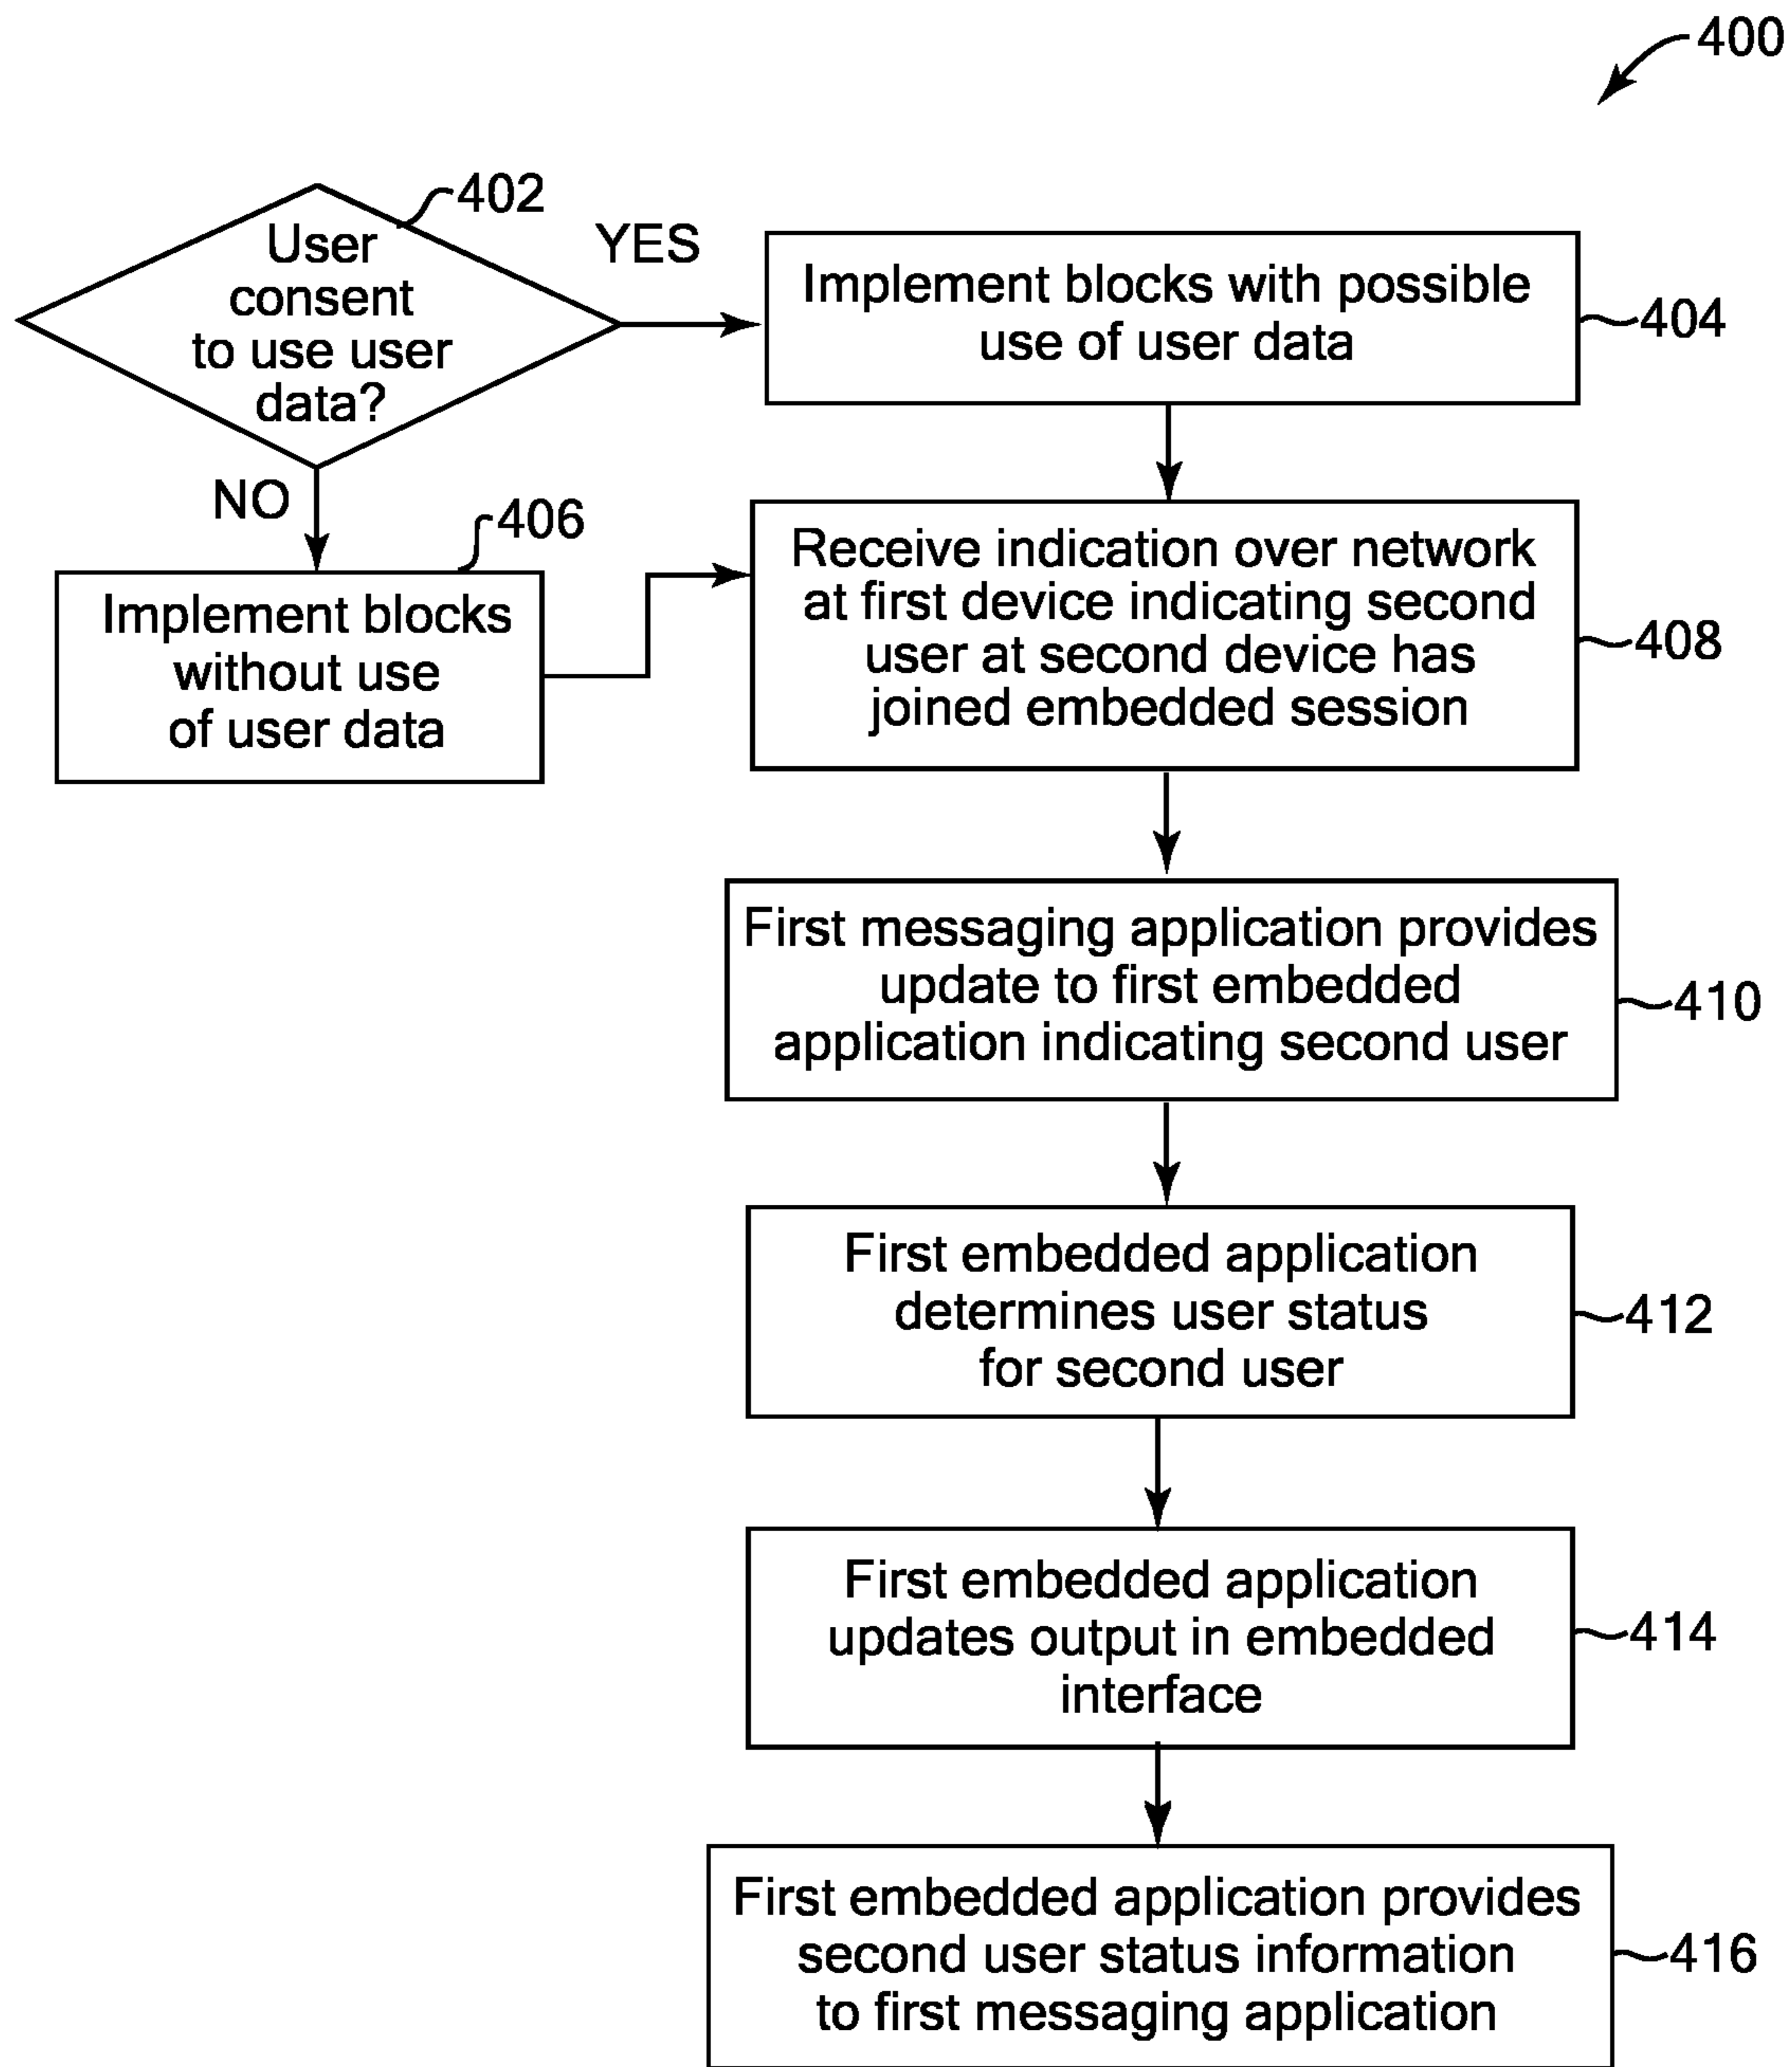 400
402
User
consent
to use user
data?
YES
NO
Implement blocks with possible
use of user data
404
406
Implement blocks
without use
of user data
Receive indication over network
at first device indicating second
user at second device has
joined embedded session
408
First messaging application provides
update to first embedded
application indicating second user
410
First embedded application
determines user status
for second user
412
First embedded application
updates output in embedded
interface
414
First embedded application provides
second user status information
to first messaging application
416